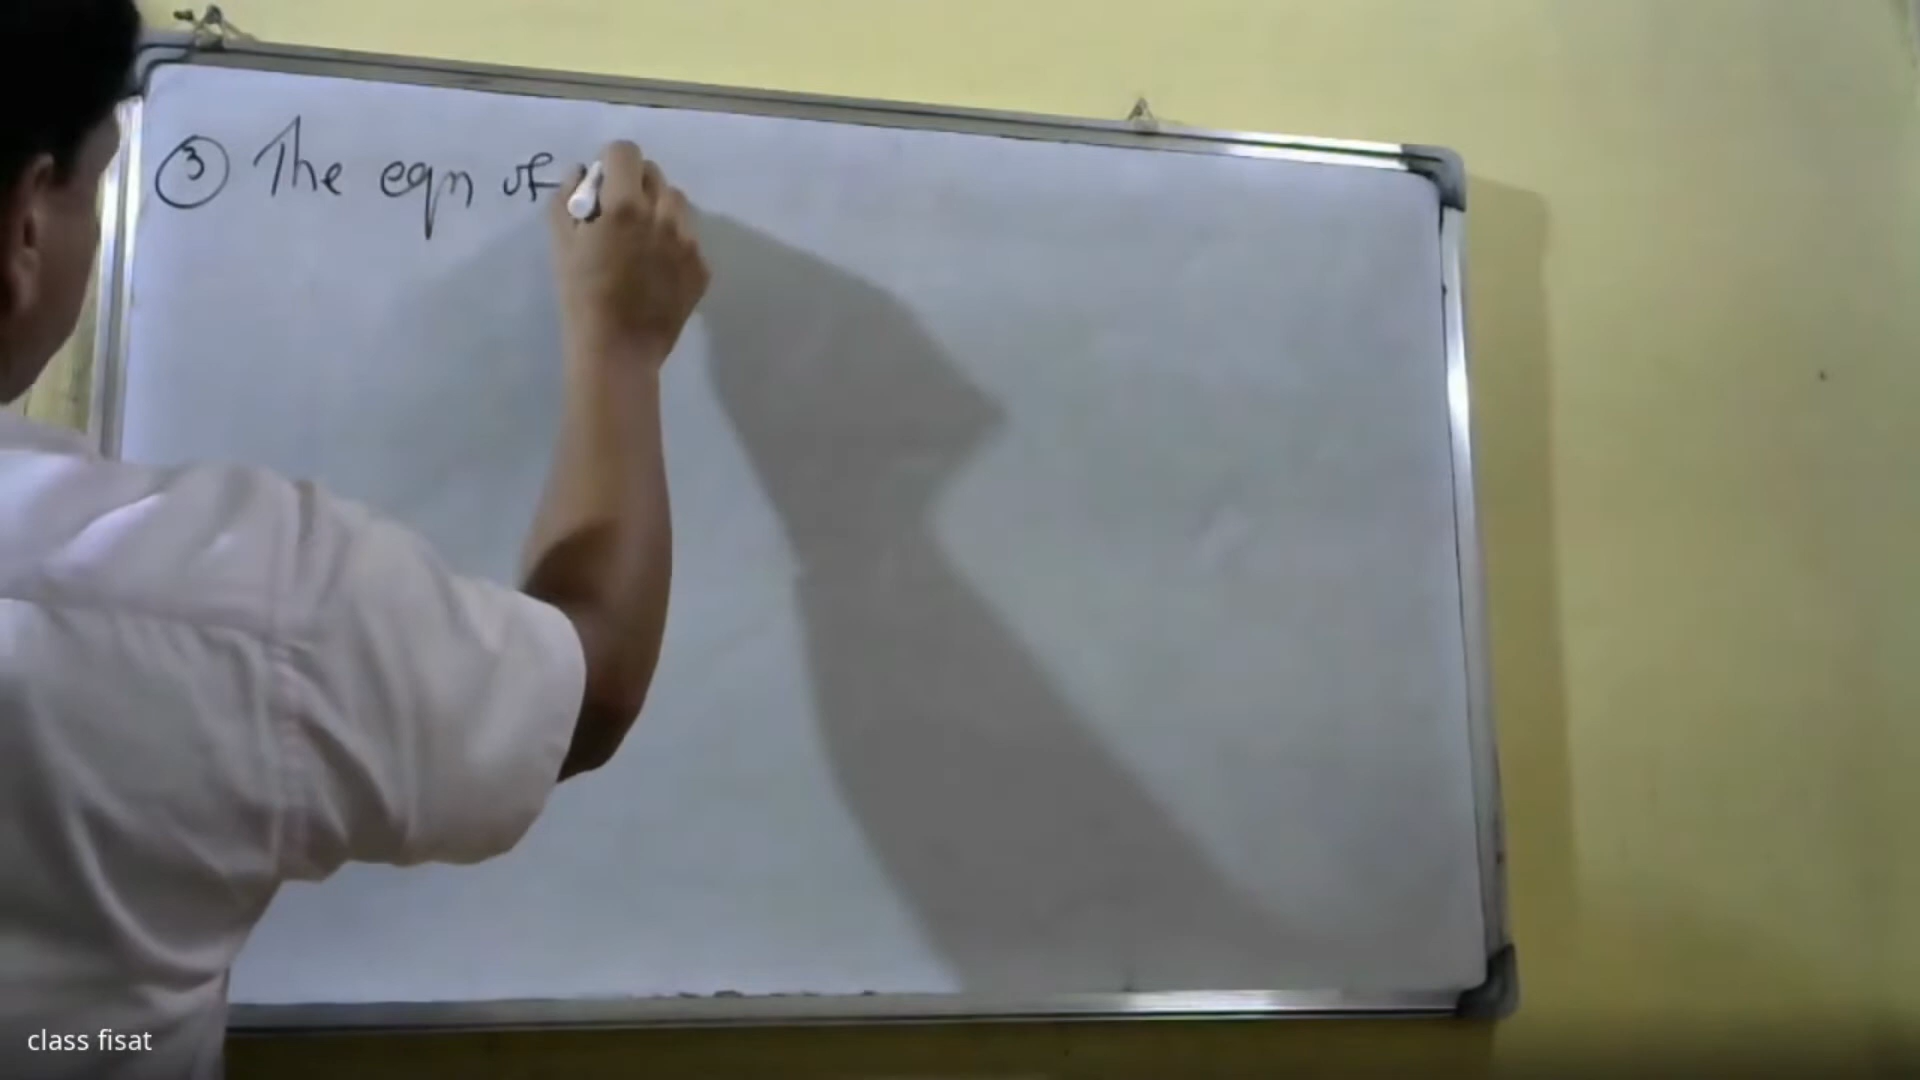 ③ The eqn of
class fisat